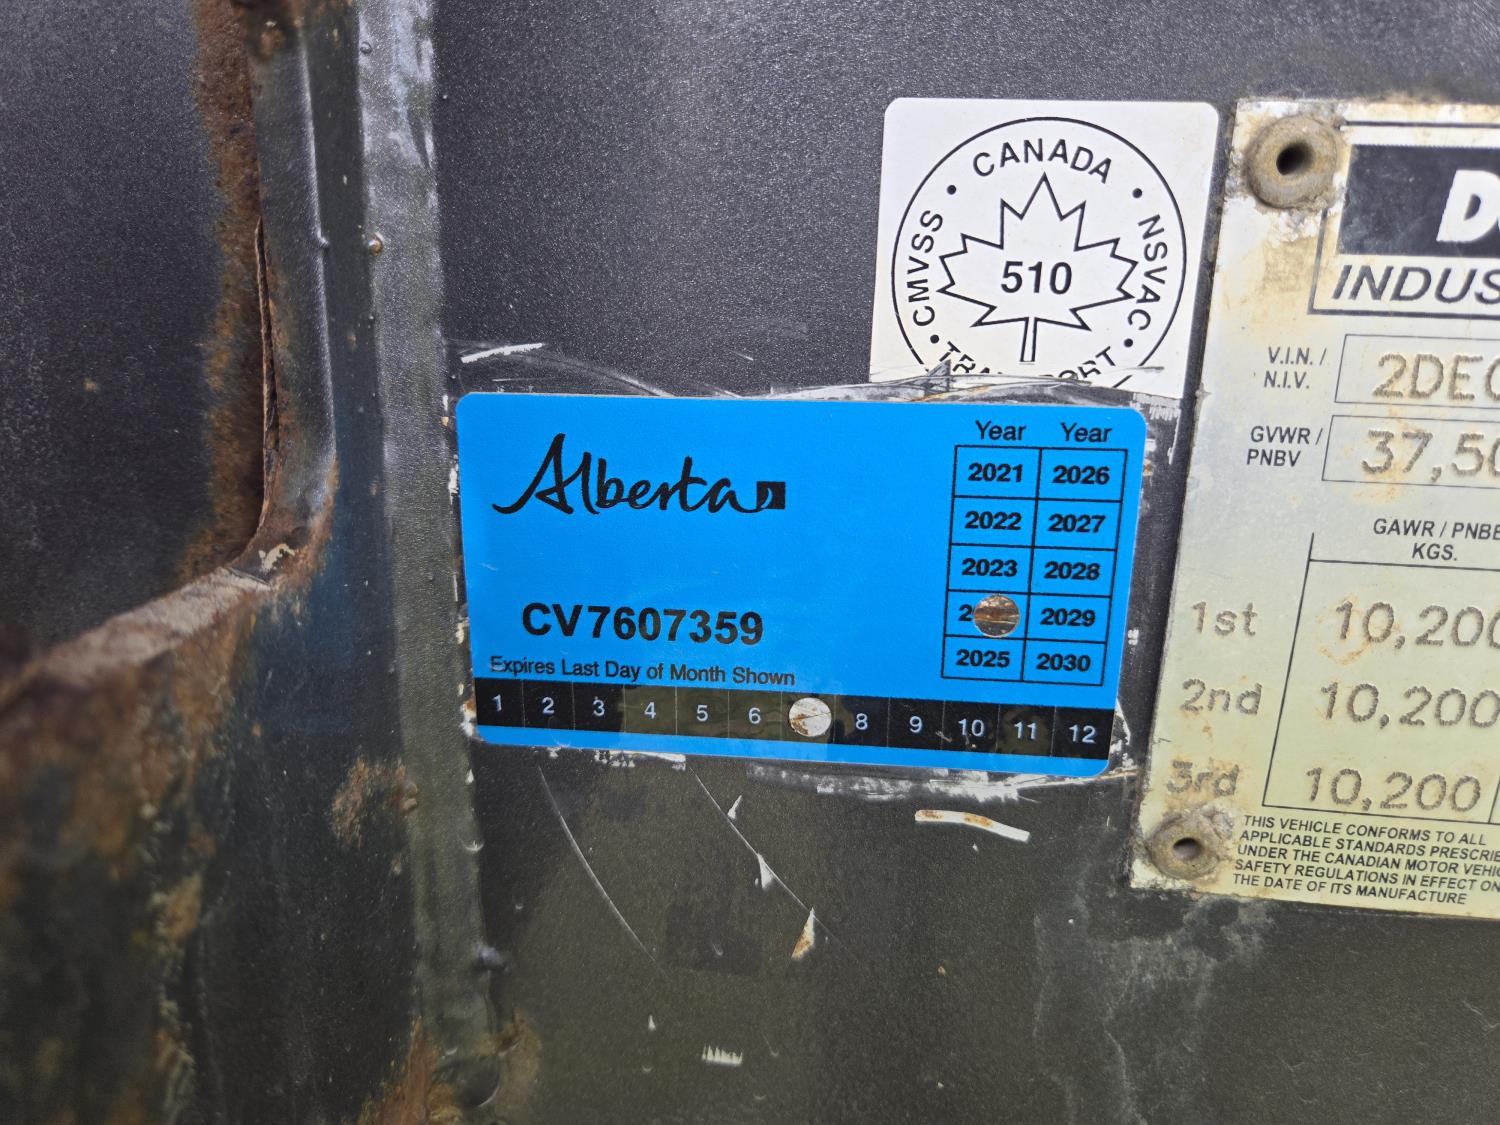 CANADA
CMVSS
NSVAC
510
INDUS
V.I.N. /
N.I.V.
2DE
GVWR /
PNBV
37,5
GAWR / PNBE
KGS.
1st 10,200
2nd 10,200
3rd 10,200
THIS VEHICLE CONFORMS TO ALL
APPLICABLE STANDARDS PRESCRIE
UNDER THE CANADIAN MOTOR VEHIC
SAFETY REGULATIONS IN EFFECT ON
THE DATE OF ITS MANUFACTURE
Alberta
Year Year
2021 2026
2022 2027
2023 2028
2 2029
2025 2030
CV7607359
Expires Last Day of Month Shown
1 2 3 4 5 6 8 9 10 11 12